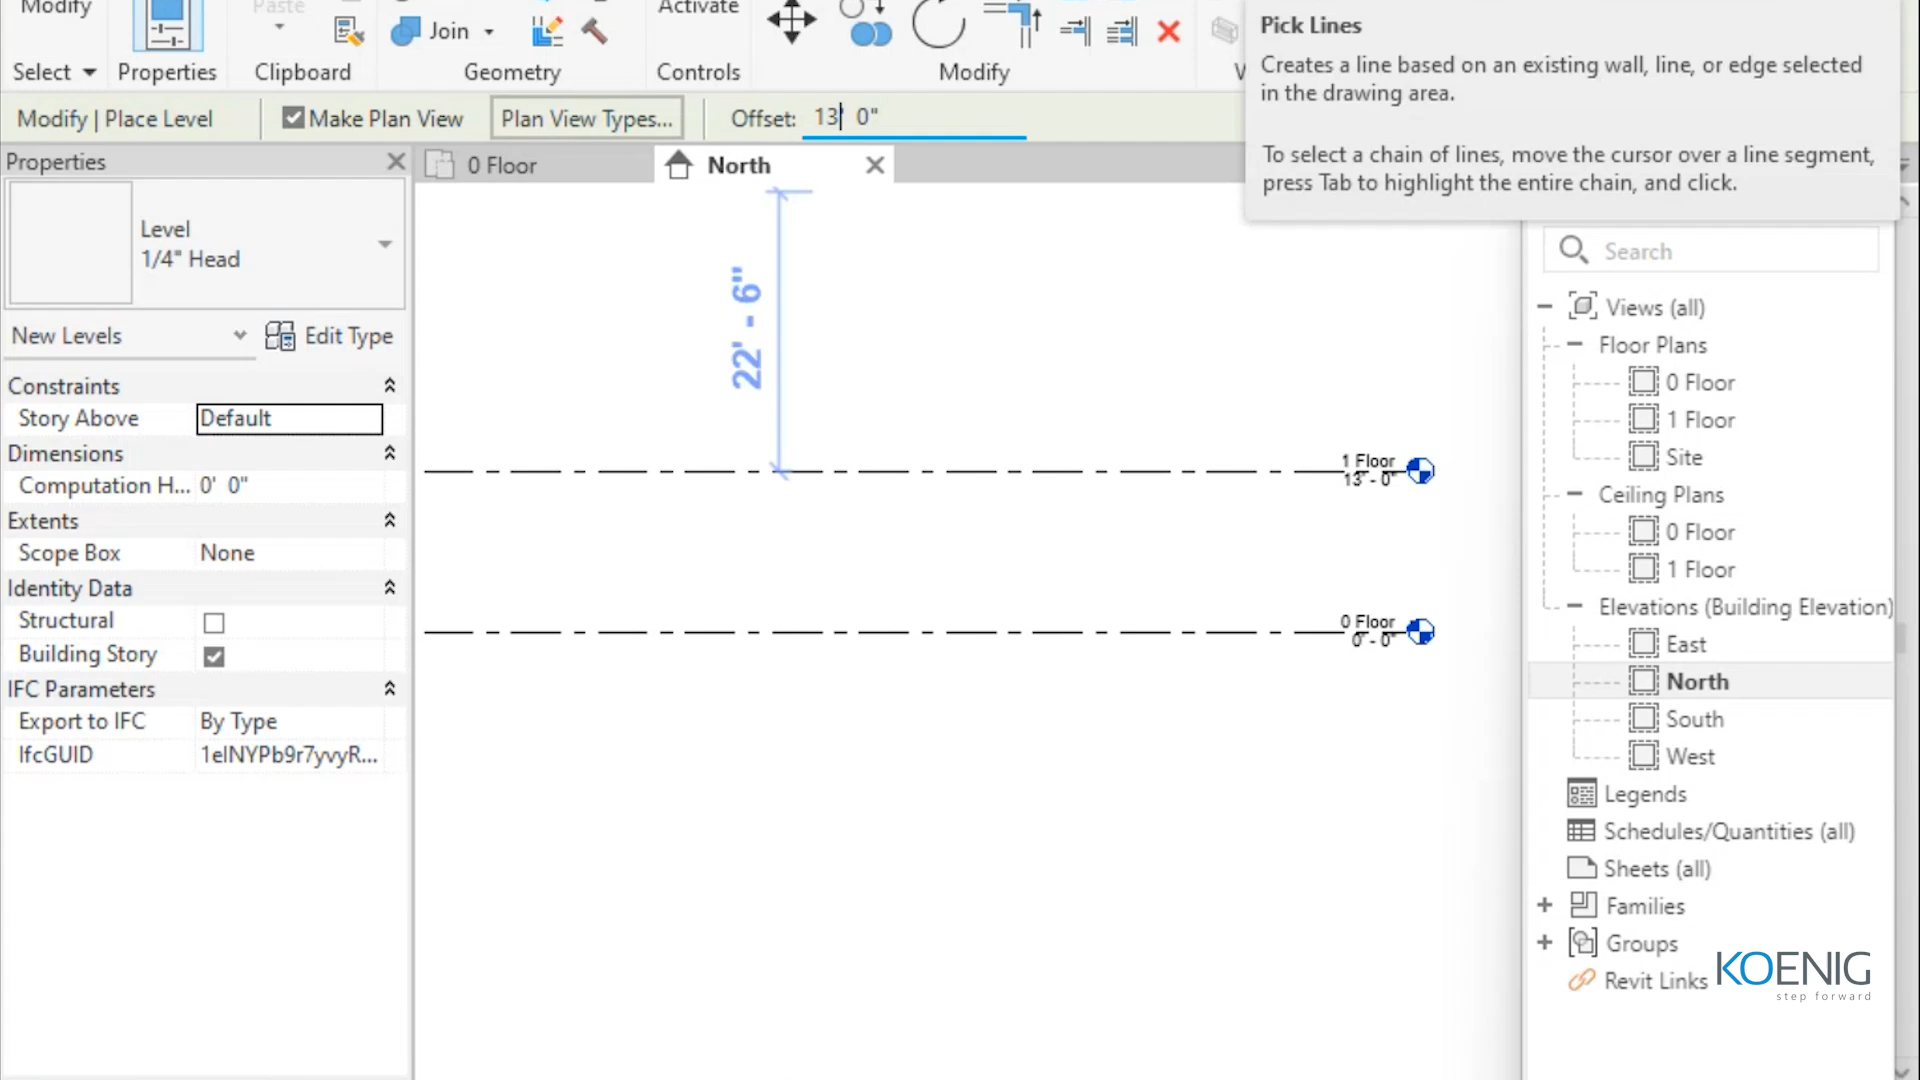 Modify
Paste
Join
Activate
Select
Properties
Clipboard
Geometry
Controls
Modify
Pick Lines
Creates a line based on an existing wall, line, or edge selected
in the drawing area.
To select a chain of lines, move the cursor over a line segment,
press Tab to highlight the entire chain, and click.
Modify | Place Level
Make Plan View
Plan View Types...
Offset: 13' 0"
Properties
0 Floor
North
Level
1/4" Head
New Levels
Edit Type
Constraints
Story Above Default
Dimensions
Computation H... 0' 0"
Extents
Scope Box None
Identity Data
Structural
Building Story
IFC Parameters
Export to IFC By Type
IfcGUID 1elNYPb9r7yvyR...
22' - 6"
1 Floor
13' - 0"
0 Floor
0' - 0"
Search
Views (all)
Floor Plans
0 Floor
1 Floor
Site
Ceiling Plans
0 Floor
1 Floor
Elevations (Building Elevation)
East
North
South
West
Legends
Schedules/Quantities (all)
Sheets (all)
Families
Groups
Revit Links
KOENIG
step forward